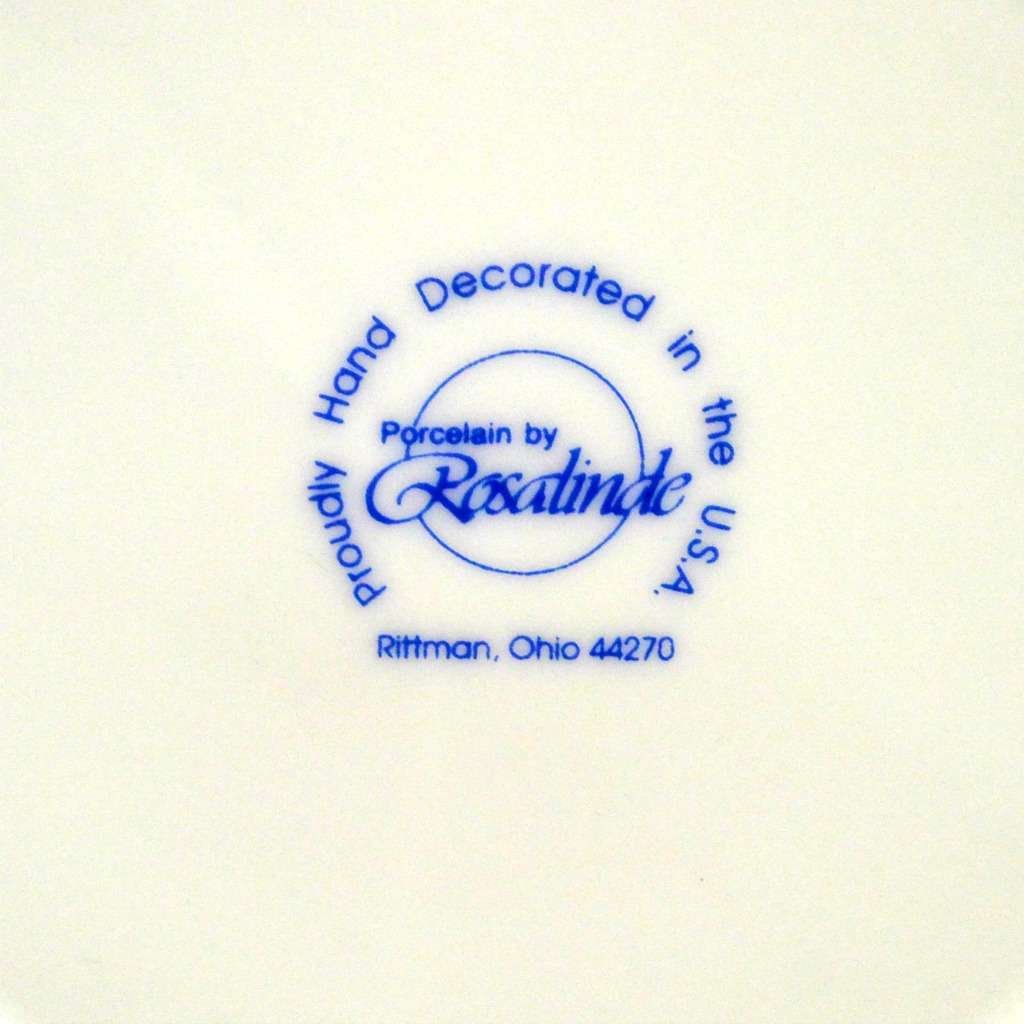 Proudly Hand Decorated in the U.S.A.
Porcelain by
Rosalinde
Rittman, Ohio 44270